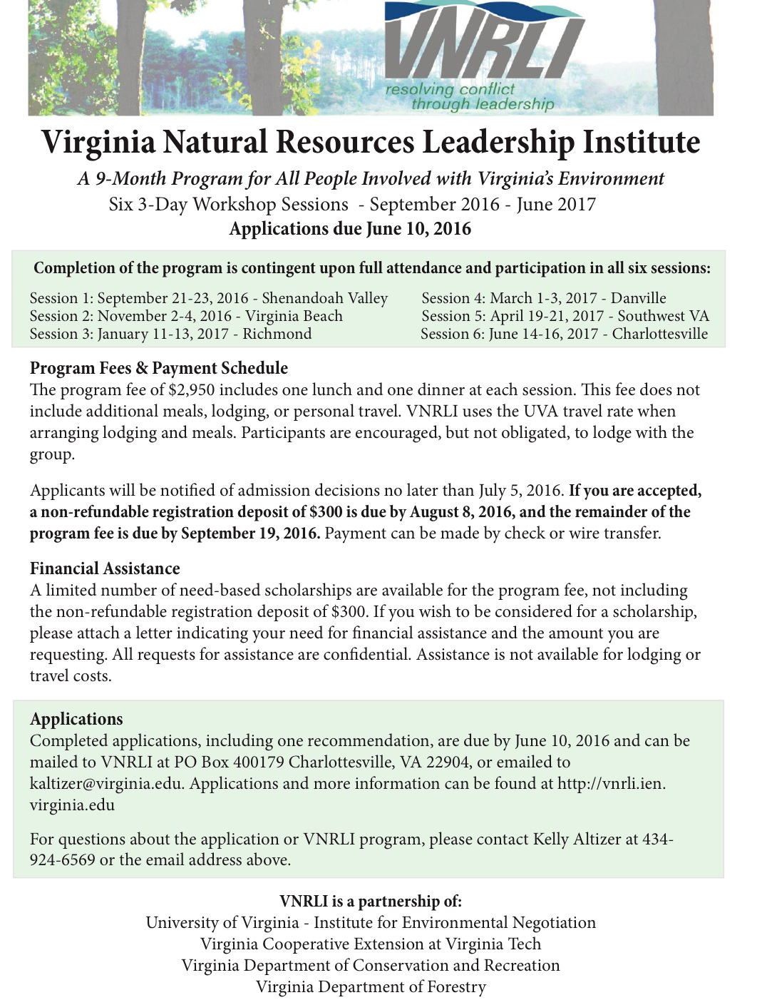 VNRLI
resolving conflict
through leadership
Virginia Natural Resources Leadership Institute
A 9-Month Program for All People Involved with Virginia's Environment
Six 3-Day Workshop Sessions - September 2016 - June 2017
Applications due June 10, 2016
Completion of the program is contingent upon full attendance and participation in all six sessions:
Session 1: September 21-23, 2016 - Shenandoah Valley
Session 2: November 2-4, 2016 - Virginia Beach
Session 3: January 11-13, 2017 - Richmond
Session 4: March 1-3, 2017 - Danville
Session 5: April 19-21, 2017 - Southwest VA
Session 6: June 14-16, 2017 - Charlottesville
Program Fees & Payment Schedule
The program fee of $2,950 includes one lunch and one dinner at each session. This fee does not
include additional meals, lodging, or personal travel. VNRLI uses the UVA travel rate when
arranging lodging and meals. Participants are encouraged, but not obligated, to lodge with the
group.
Applicants will be notified of admission decisions no later than July 5, 2016. If you are accepted,
a non-refundable registration deposit of $300 is due by August 8, 2016, and the remainder of the
program fee is due by September 19, 2016. Payment can be made by check or wire transfer.
Financial Assistance
A limited number of need-based scholarships are available for the program fee, not including
the non-refundable registration deposit of $300. If you wish to be considered for a scholarship,
please attach a letter indicating your need for financial assistance and the amount you are
requesting. All requests for assistance are confidential. Assistance is not available for lodging or
travel costs.
Applications
Completed applications, including one recommendation, are due by June 10, 2016 and can be
mailed to VNRLI at PO Box 400179 Charlottesville, VA 22904, or emailed to
kaltizer@virginia.edu. Applications and more information can be found at http://vnrli.ien.
virginia.edu
For questions about the application or VNRLI program, please contact Kelly Altizer at 434-
924-6569 or the email address above.
VNRLI is a partnership of:
University of Virginia - Institute for Environmental Negotiation
Virginia Cooperative Extension at Virginia Tech
Virginia Department of Conservation and Recreation
Virginia Department of Forestry